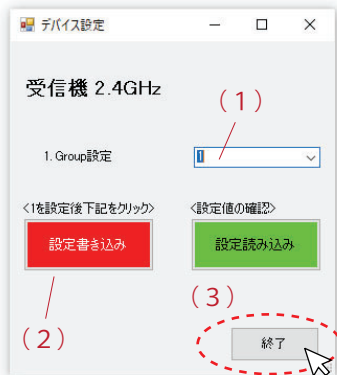 デバイス設定
受信機 2.4GHz
(1)
1. Group設定
1
<1を設定後下記をクリック>
<設定値の確認>
設定書き込み
設定読み込み
(3)
(2)
終了